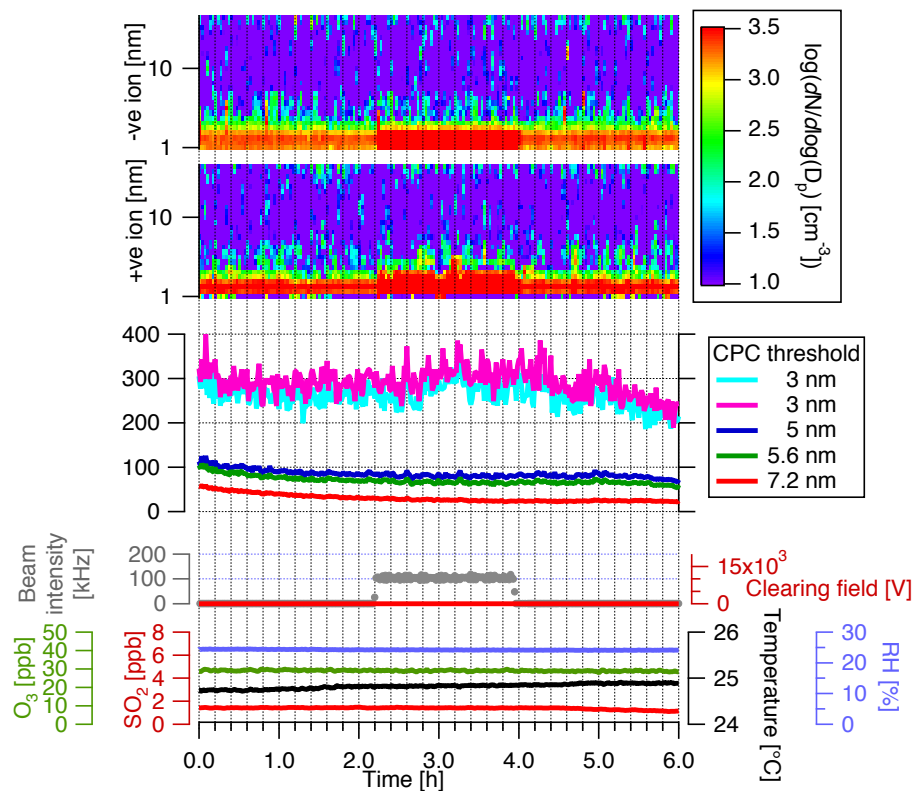 -ve ion [nm]
10
1
+ve ion [nm]
10
1
3.5
3.0
2.5
2.0
1.5
1.0
log(dN/dlog(Dₚ) [cm⁻³])
400
300
200
100
0
CPC threshold
3 nm
3 nm
5 nm
5.6 nm
7.2 nm
Beam
intensity
[kHz]
200
100
0
15x10³
0
Clearing field [V]
O₃ [ppb]
50
40
30
20
10
0
SO₂ [ppb]
8
6
4
2
0
26
25
24
Temperature [°C]
30
20
10
0
RH [%]
0.0
1.0
2.0
3.0
4.0
5.0
6.0
Time [h]